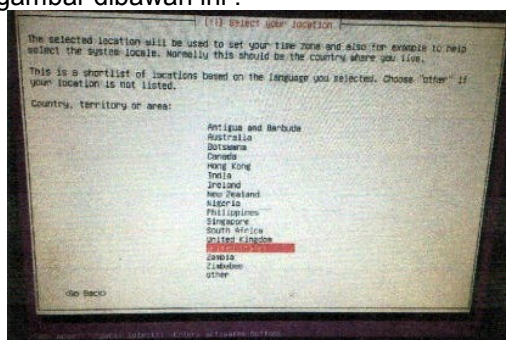 gambar dibawah ini :
[!!] Select your location
The selected location will be used to set your time zone and also for example to help
select the system locale. Normally this should be the country where you live.
This is a shortlist of locations based on the language you selected. Choose "other" if
your location is not listed.
Country, territory or area:
Antigua and Barbuda
Australia
Botswana
Canada
Hong Kong
India
Ireland
New Zealand
Nigeria
Philippines
Singapore
South Africa
United Kingdom
Zambia
Zimbabwe
other
<Go Back>